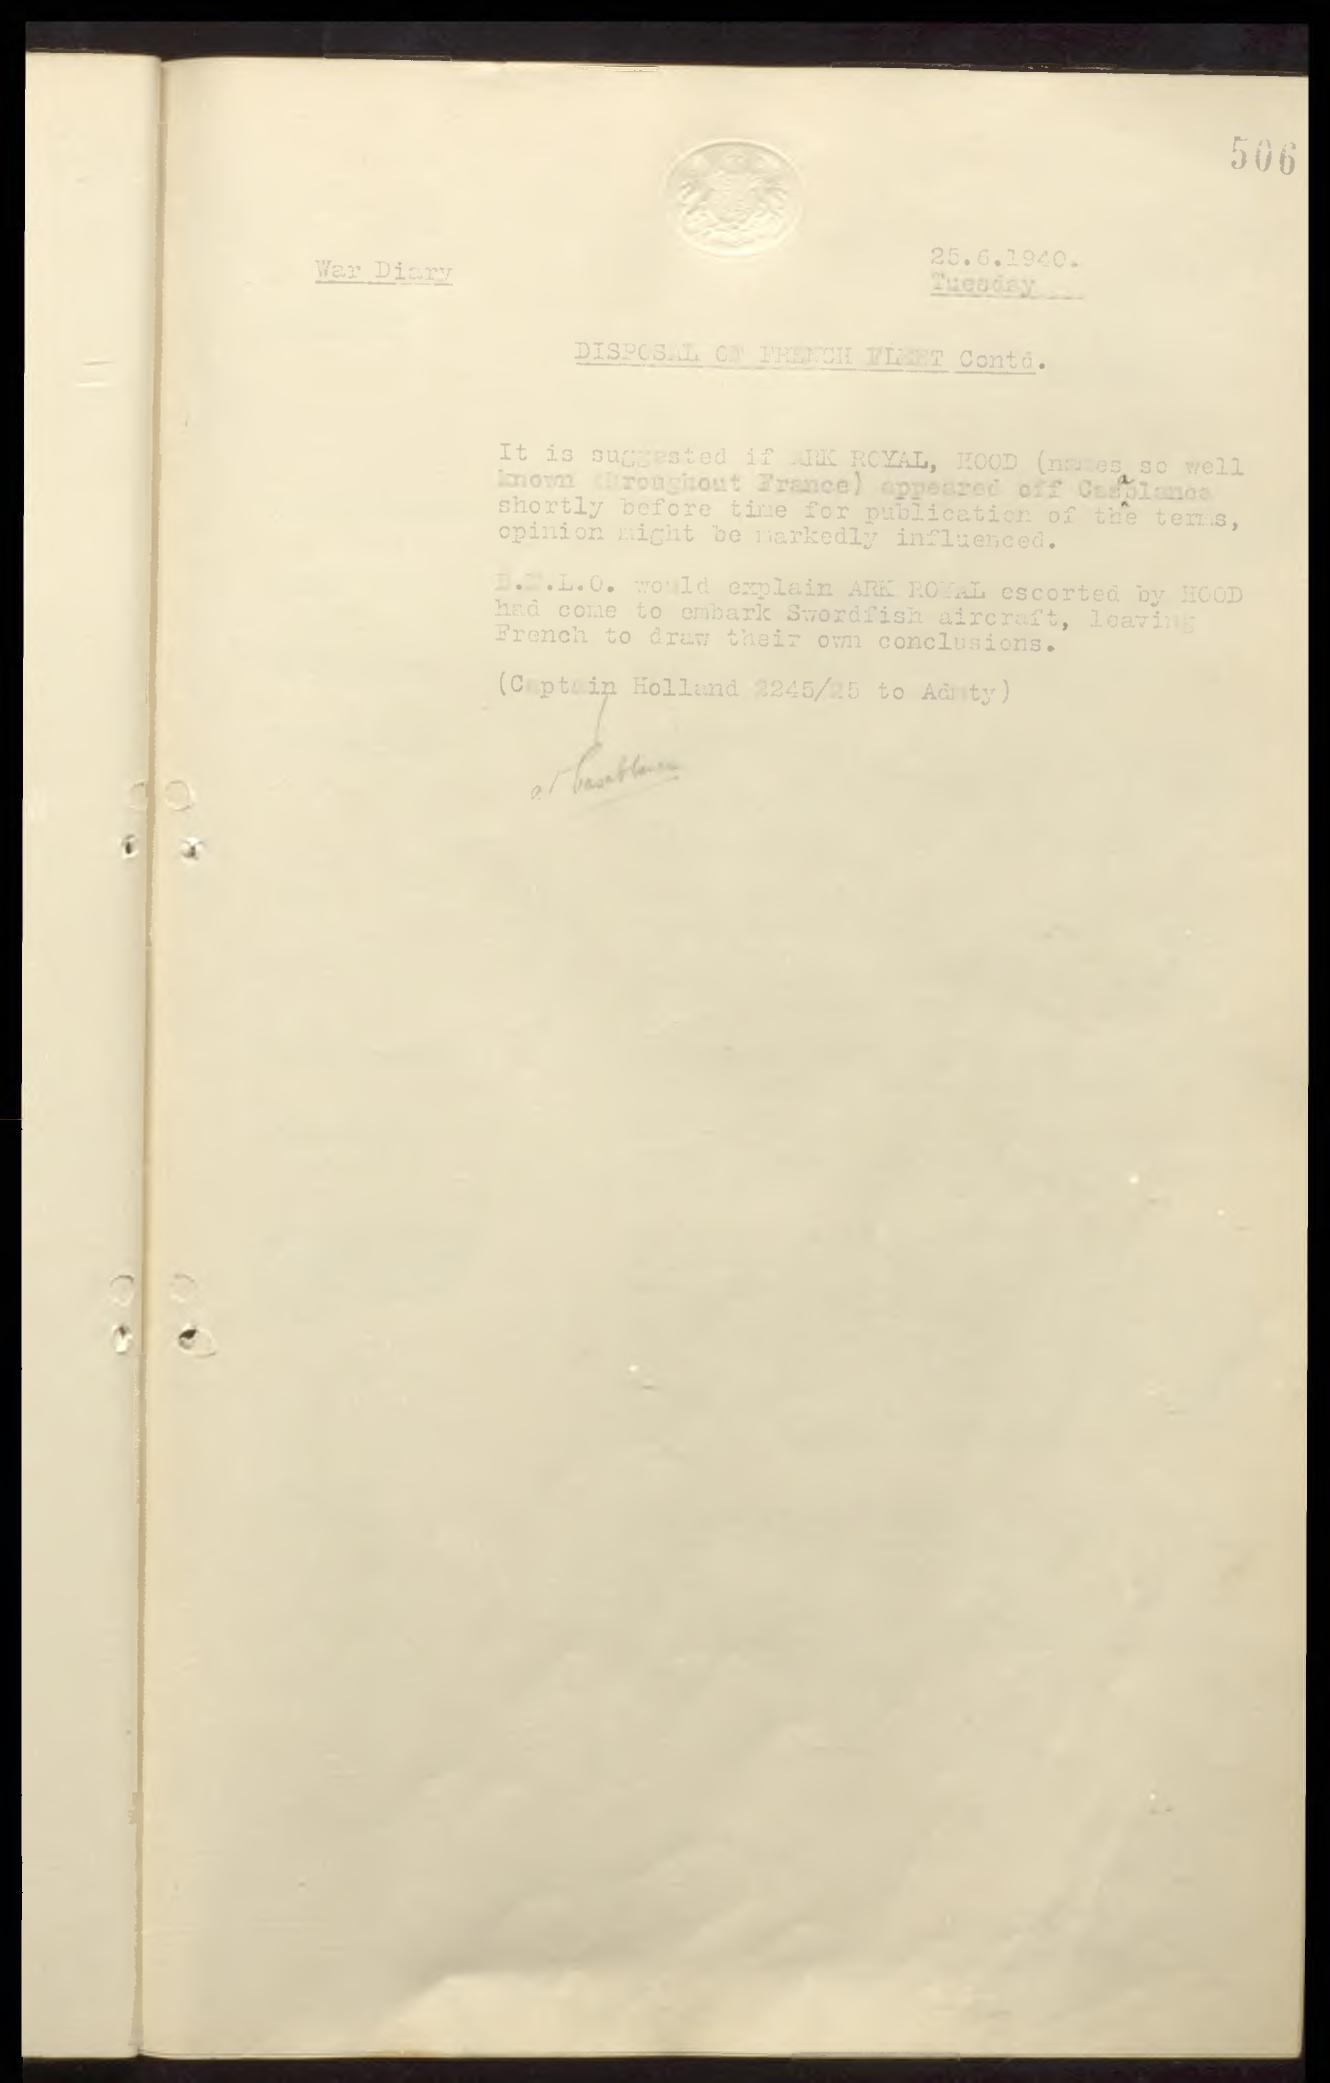 506
War Diary
25.6.1940.
Tuesday
DISPOSAL OF FRENCH FLEET Contd.
It is suggested if ARK ROYAL, HOOD (names so well
known throughout France) appeared off Casablanca
shortly before time for publication of the terms,
opinion might be markedly influenced.
.L.O. would explain ARK ROYAL escorted by HOOD
had come to embark Swordfish aircraft, leaving
French to draw their own conclusions.
(Captain Holland 2245/25 to Admty)
at Casablanca